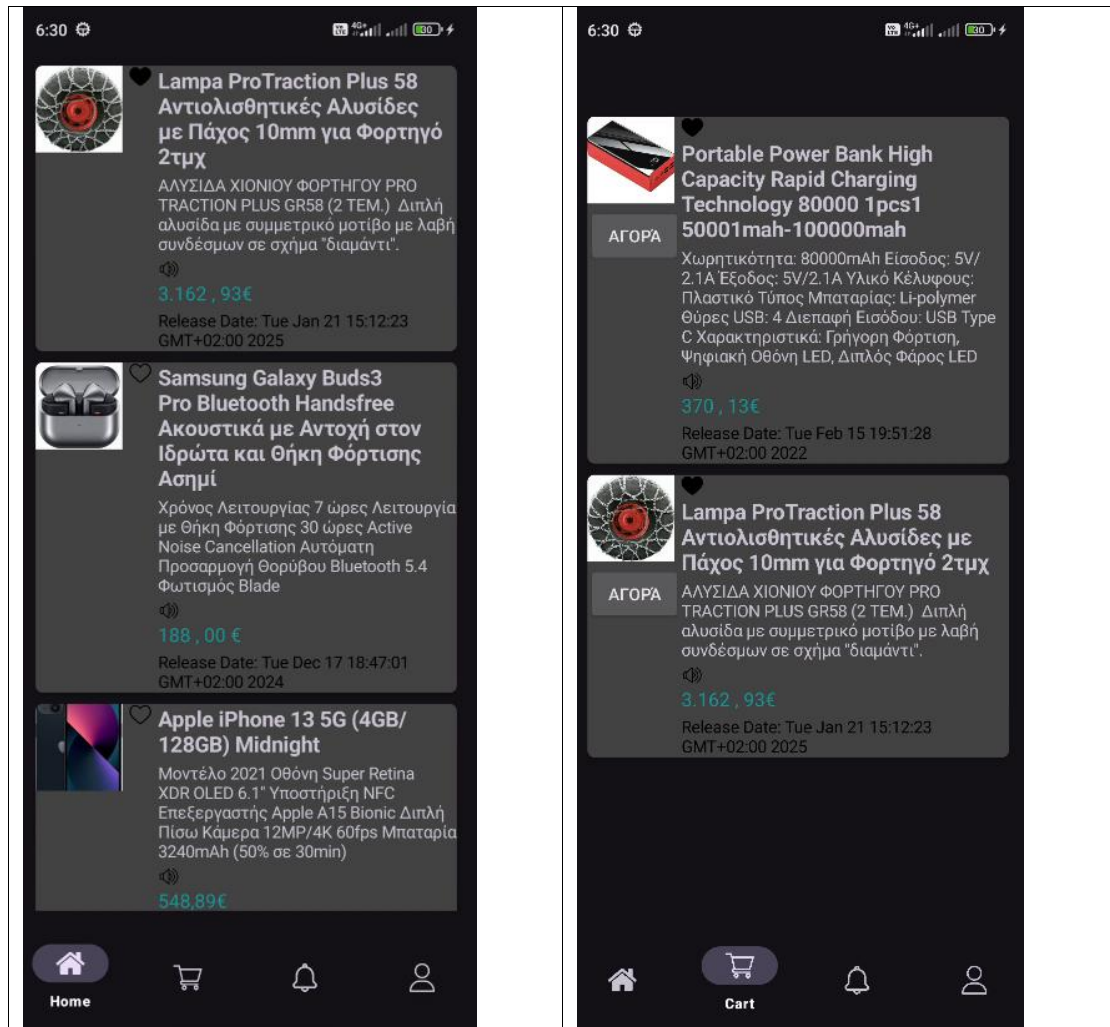 6:30
VoLTE 4G+ 30
Lampa ProTraction Plus 58
Αντιολισθητικές Αλυσίδες
με Πάχος 10mm για Φορτηγό
2τμχ
ΑΛΥΣΙΔΑ ΧΙΟΝΙΟΥ ΦΟΡΤΗΓΟΥ PRO
TRACTION PLUS GR58 (2 TEM.)  Διπλή
αλυσίδα με συμμετρικό μοτίβο με λαβή
συνδέσμων σε σχήμα "διαμάντι".
3.162 , 93€
Release Date: Tue Jan 21 15:12:23
GMT+02:00 2025
Samsung Galaxy Buds3
Pro Bluetooth Handsfree
Ακουστικά με Αντοχή στον
Ιδρώτα και Θήκη Φόρτισης
Ασημί
Χρόνος Λειτουργίας 7 ώρες Λειτουργία
με Θήκη Φόρτισης 30 ώρες Active
Noise Cancellation Αυτόματη
Προσαρμογή Θορύβου Bluetooth 5.4
Φωτισμός Blade
188 , 00 €
Release Date: Tue Dec 17 18:47:01
GMT+02:00 2024
Apple iPhone 13 5G (4GB/
128GB) Midnight
Μοντέλο 2021 Οθόνη Super Retina
XDR OLED 6.1" Υποστήριξη NFC
Επεξεργαστής Apple A15 Bionic Διπλή
Πίσω Κάμερα 12MP/4K 60fps Μπαταρία
3240mAh (50% σε 30min)
548,89€
Home
6:30
VoLTE 4G+ 30
Portable Power Bank High
Capacity Rapid Charging
Technology 80000 1pcs1
50001mah-100000mah
ΑΓΟΡΆ
Χωρητικότητα: 80000mAh Είσοδος: 5V/
2.1A Έξοδος: 5V/2.1A Υλικό Κέλυφους:
Πλαστικό Τύπος Μπαταρίας: Li-polymer
Θύρες USB: 4 Διεπαφή Εισόδου: USB Type
C Χαρακτηριστικά: Γρήγορη Φόρτιση,
Ψηφιακή Οθόνη LED, Διπλός Φάρος LED
370 , 13€
Release Date: Tue Feb 15 19:51:28
GMT+02:00 2022
Lampa ProTraction Plus 58
Αντιολισθητικές Αλυσίδες με
Πάχος 10mm για Φορτηγό 2τμχ
ΑΓΟΡΆ
ΑΛΥΣΙΔΑ ΧΙΟΝΙΟΥ ΦΟΡΤΗΓΟΥ PRO
TRACTION PLUS GR58 (2 TEM.)  Διπλή
αλυσίδα με συμμετρικό μοτίβο με λαβή
συνδέσμων σε σχήμα "διαμάντι".
3.162 , 93€
Release Date: Tue Jan 21 15:12:23
GMT+02:00 2025
Cart